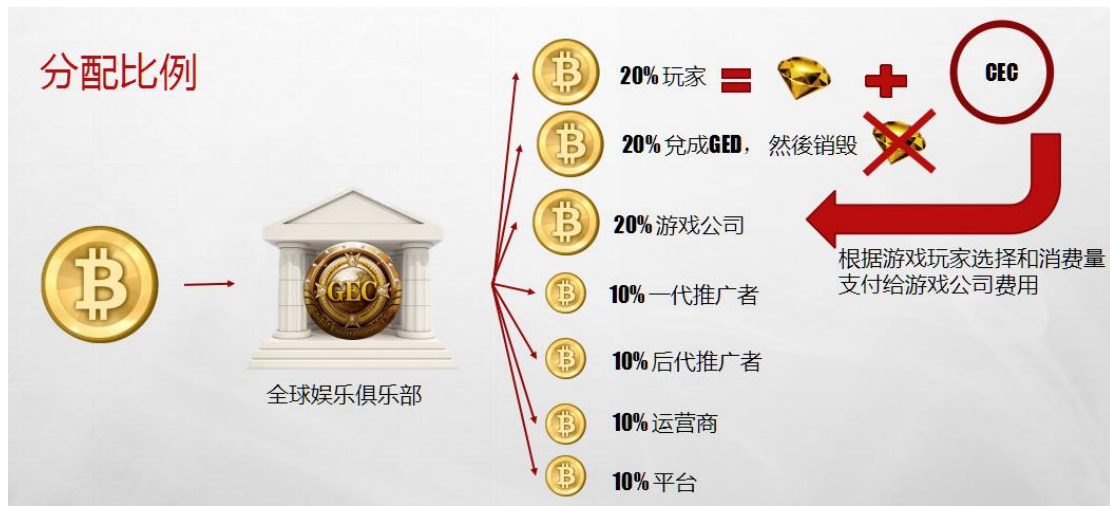 分配比例
20% 玩家
CEC
20% 兑成GED， 然後销毁
20% 游戏公司
根据游戏玩家选择和消费量
支付给游戏公司费用
GEC
10% 一代推广者
10% 后代推广者
全球娱乐俱乐部
10% 运营商
10% 平台